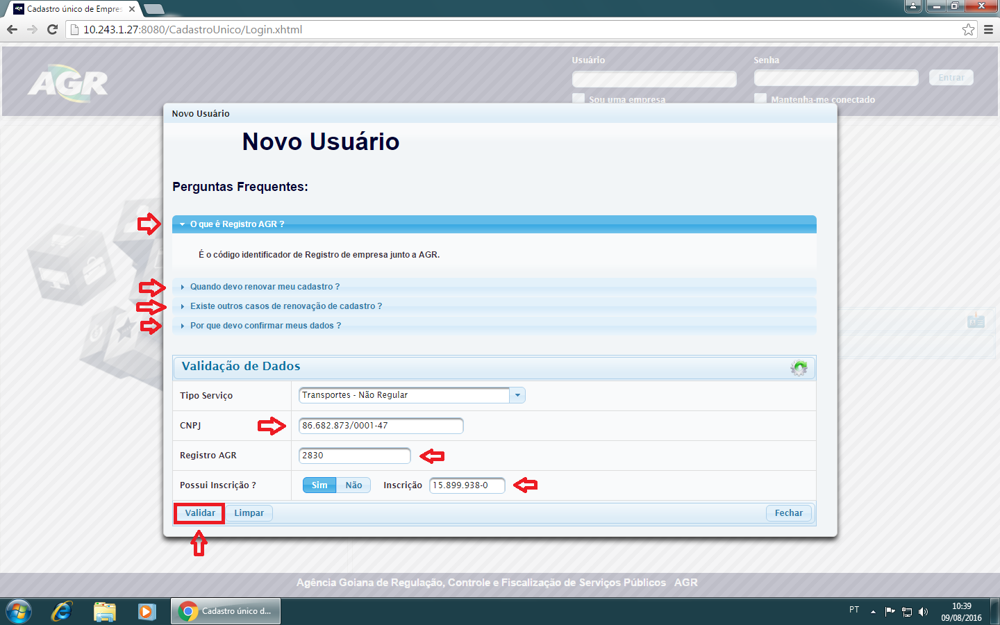 AGR Cadastro único de Empres
10.243.1.27:8080/CadastroUnico/Login.xhtml
AGR
Usuário
Senha
Entrar
Sou uma empresa
Mantenha-me conectado
Novo Usuário
Novo Usuário
Perguntas Frequentes:
O que é Registro AGR ?
É o código identificador de Registro de empresa junto a AGR.
Quando devo renovar meu cadastro ?
Existe outros casos de renovação de cadastro ?
Por que devo confirmar meus dados ?
Validação de Dados
Tipo Serviço Transportes - Não Regular
CNPJ 86.682.873/0001-47
Registro AGR 2830
Possui Inscrição ? Sim Não Inscrição 15.899.938-0
Validar Limpar Fechar
Agência Goiana de Regulação, Controle e Fiscalização de Serviços Públicos AGR
Cadastro único d...
PT
10:39
09/08/2016